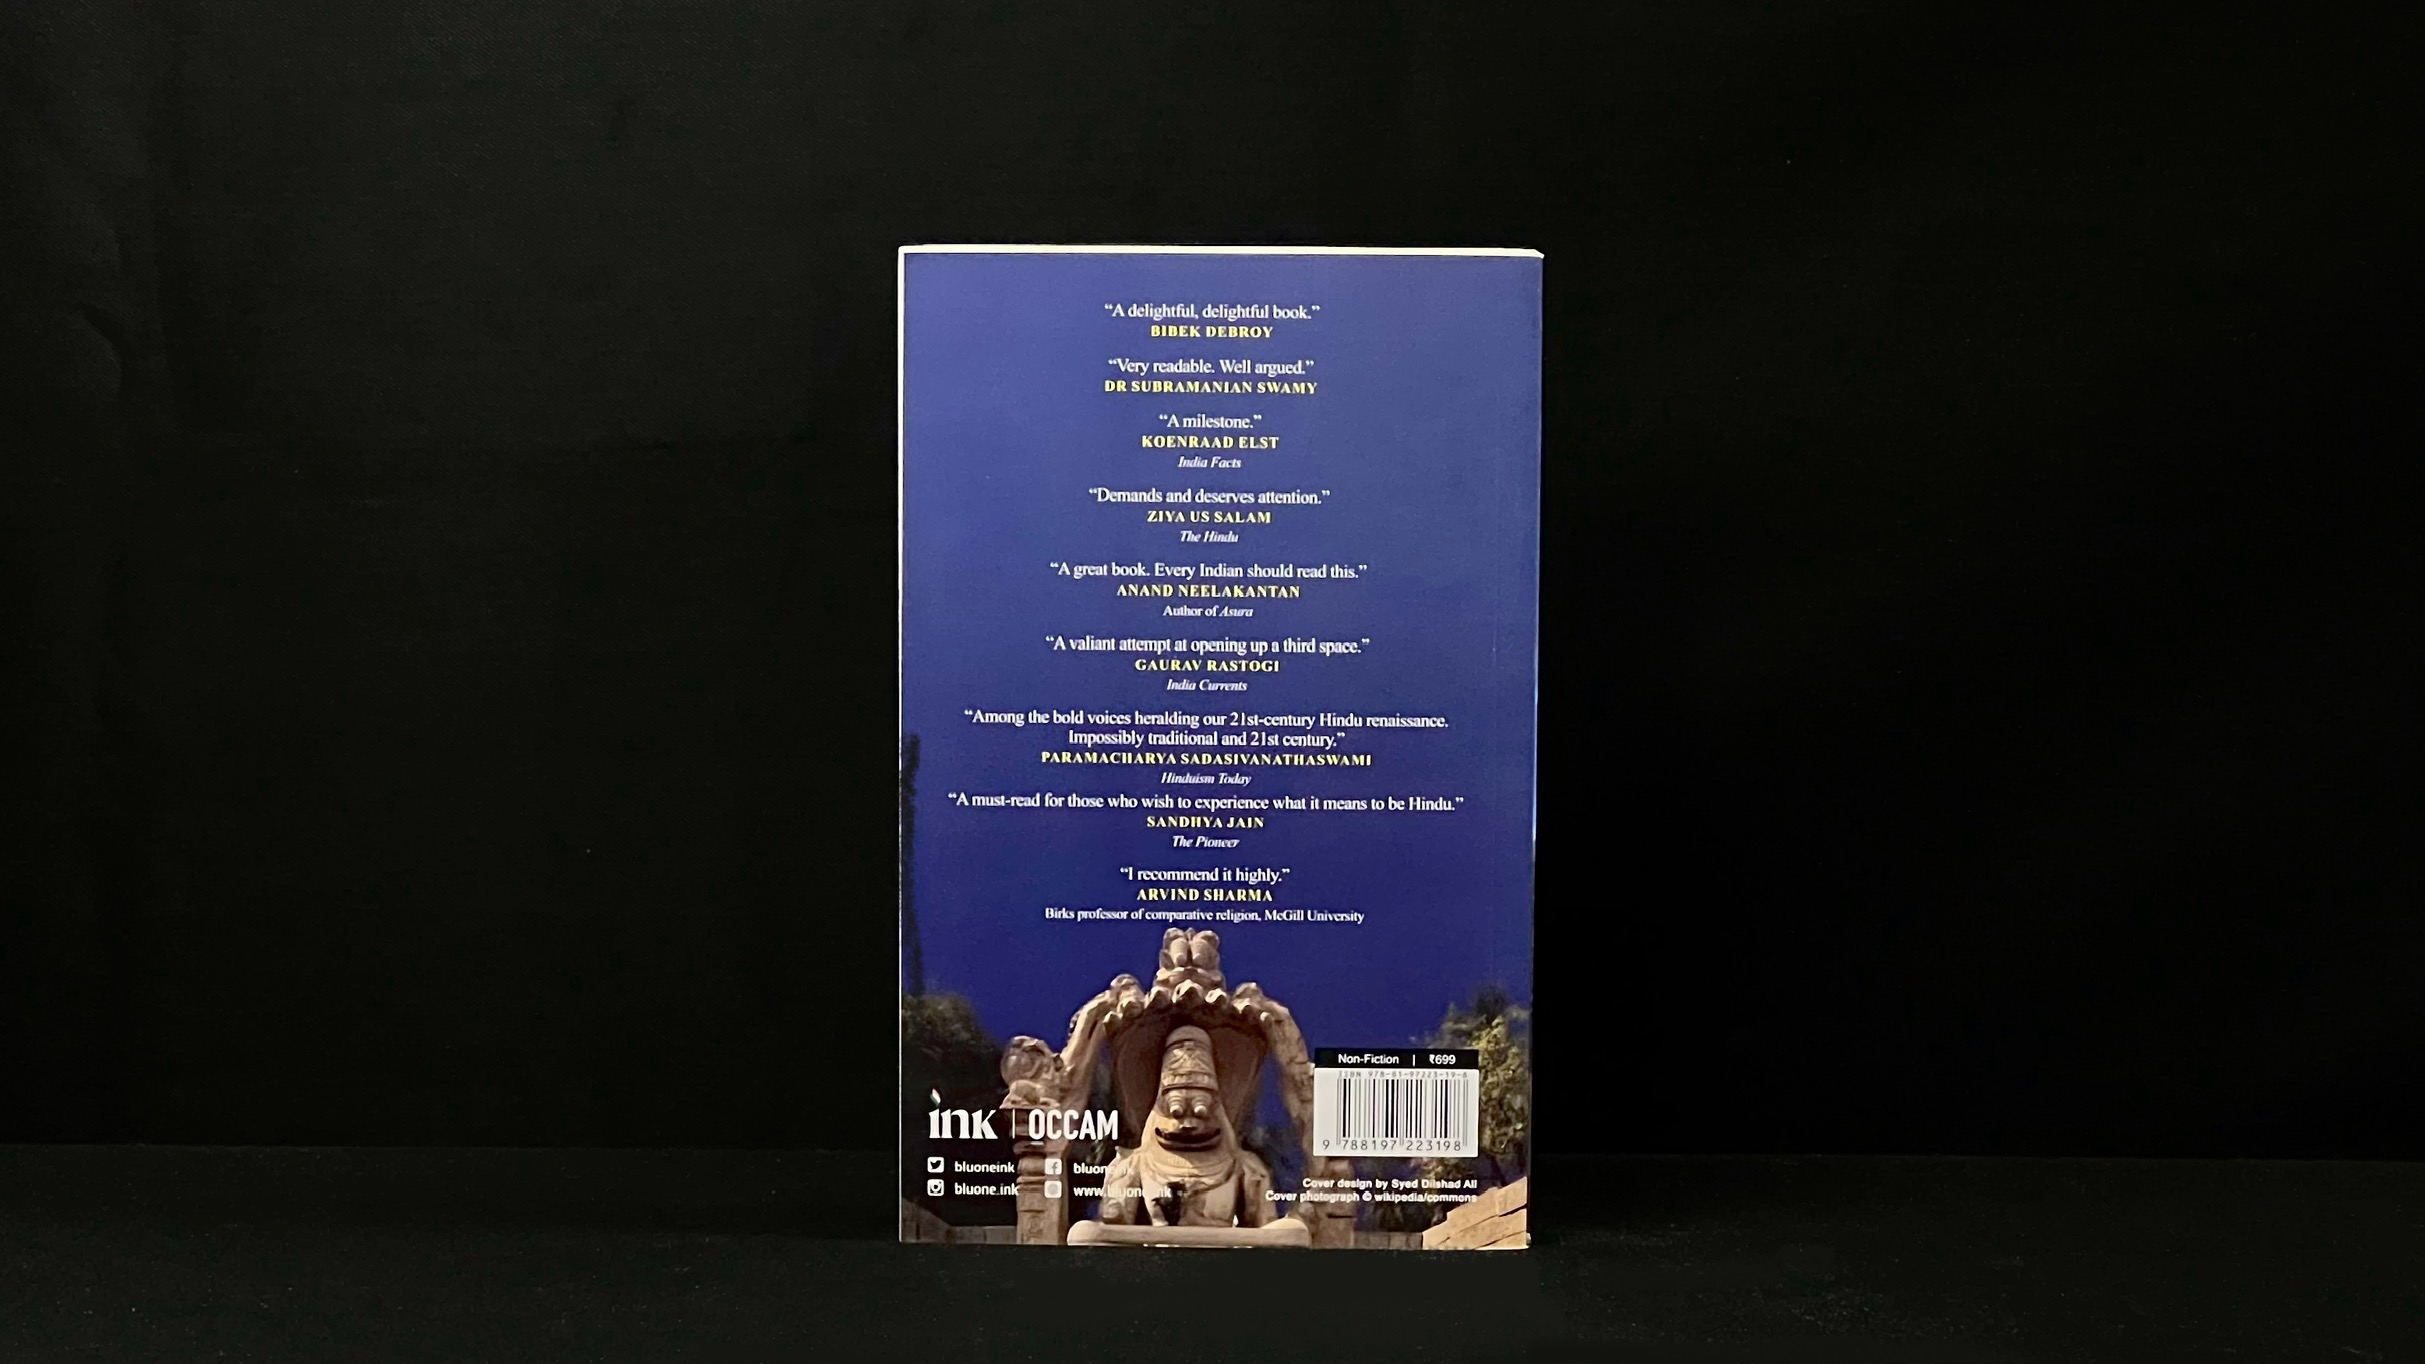 “A delightful, delightful book.”
BIBEK DEBROY
“Very readable. Well argued.”
DR SUBRAMANIAN SWAMY
“A milestone.”
KOENRAAD ELST
India Facts
“Demands and deserves attention.”
ZIYA US SALAM
The Hindu
“A great book. Every Indian should read this.”
ANAND NEELAKANTAN
Author of Asura
“A valiant attempt at opening up a third space.”
GAURAV RASTOGI
India Currents
“Among the bold voices heralding our 21st-century Hindu renaissance.
Impossibly traditional and 21st century.”
PARAMACHARYA SADASIVANATHASWAMI
Hinduism Today
“A must-read for those who wish to experience what it means to be Hindu.”
SANDHYA JAIN
The Pioneer
“I recommend it highly.”
ARVIND SHARMA
Birks professor of comparative religion, McGill University
Non-Fiction | ₹699
ISBN 978-81-97223-19-8
9 788197 223198
ink | OCCAM
bluoneink
bluone.ink
Cover design by Syed Dilshad Ali
Cover photograph © wikipedia/commons